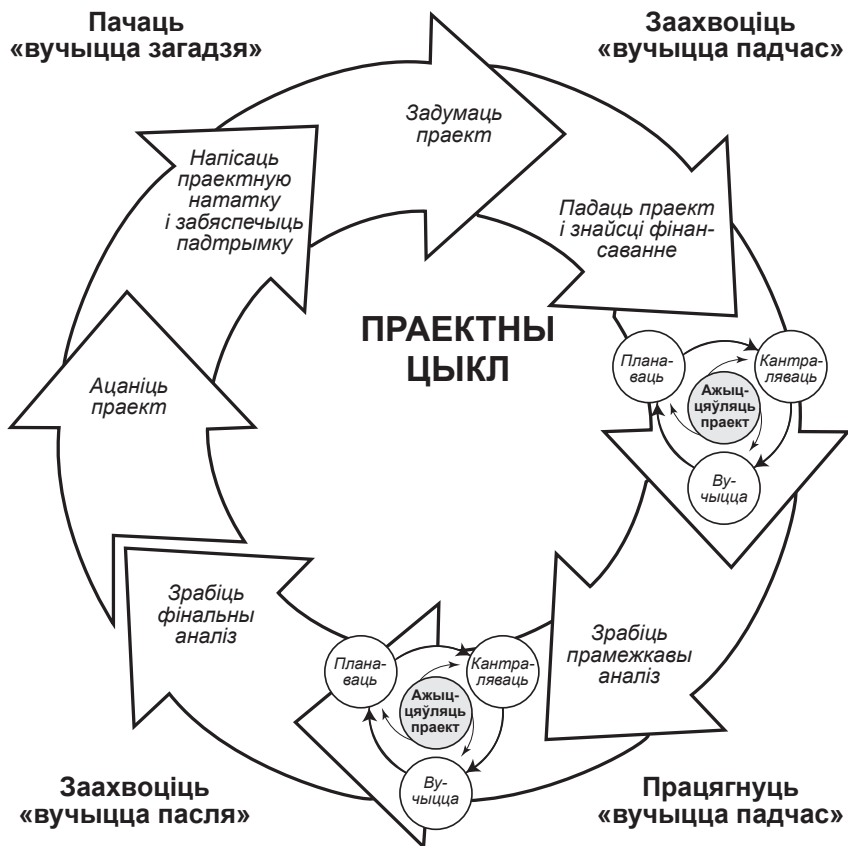 Пачаць
«вучыцца загадзя»
Заахвоціць
«вучыцца падчас»
Задумаць
праект
Напісаць
праектную
нататку
і забяспечыць
падтрымку
Падаць праект
і знайсці фінан-
саванне
ПРАЕКТНЫ
ЦЫКЛ
Плана-
ваць
Кантра-
ляваць
Ажыц-
цяўляць
праект
Ву-
чыцца
Ацаніць
праект
Зрабіць
фінальны
аналіз
Зрабіць
прамежкавы
аналіз
Плана-
ваць
Кантра-
ляваць
Ажыц-
цяўляць
праект
Ву-
чыцца
Заахвоціць
«вучыцца пасля»
Працягнуць
«вучыцца падчас»